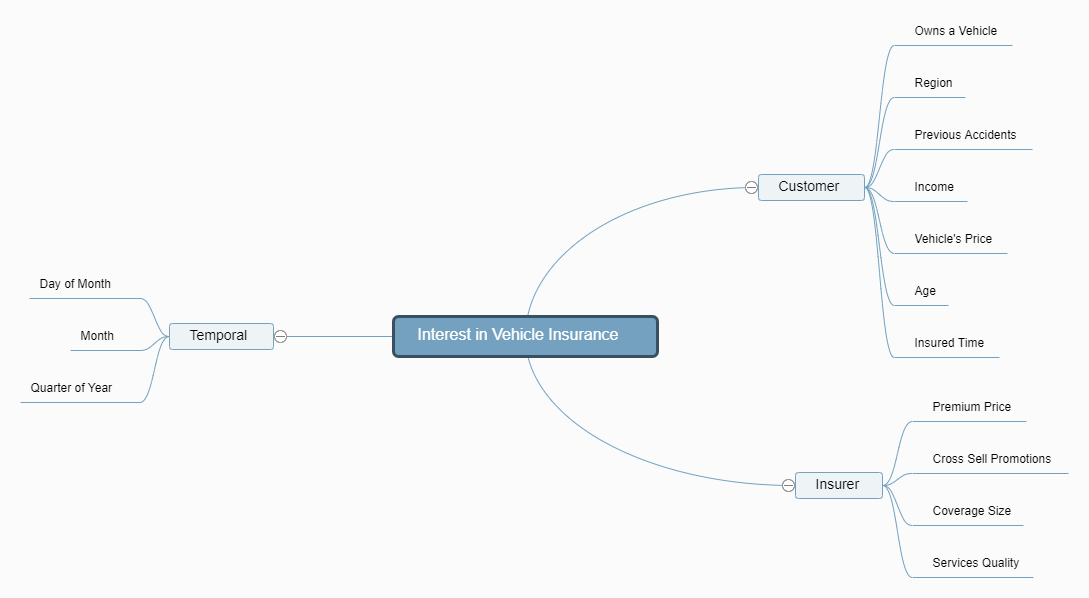 Interest in Vehicle Insurance
Customer
Owns a Vehicle
Region
Previous Accidents
Income
Vehicle's Price
Age
Insured Time
Insurer
Premium Price
Cross Sell Promotions
Coverage Size
Services Quality
Temporal
Day of Month
Month
Quarter of Year